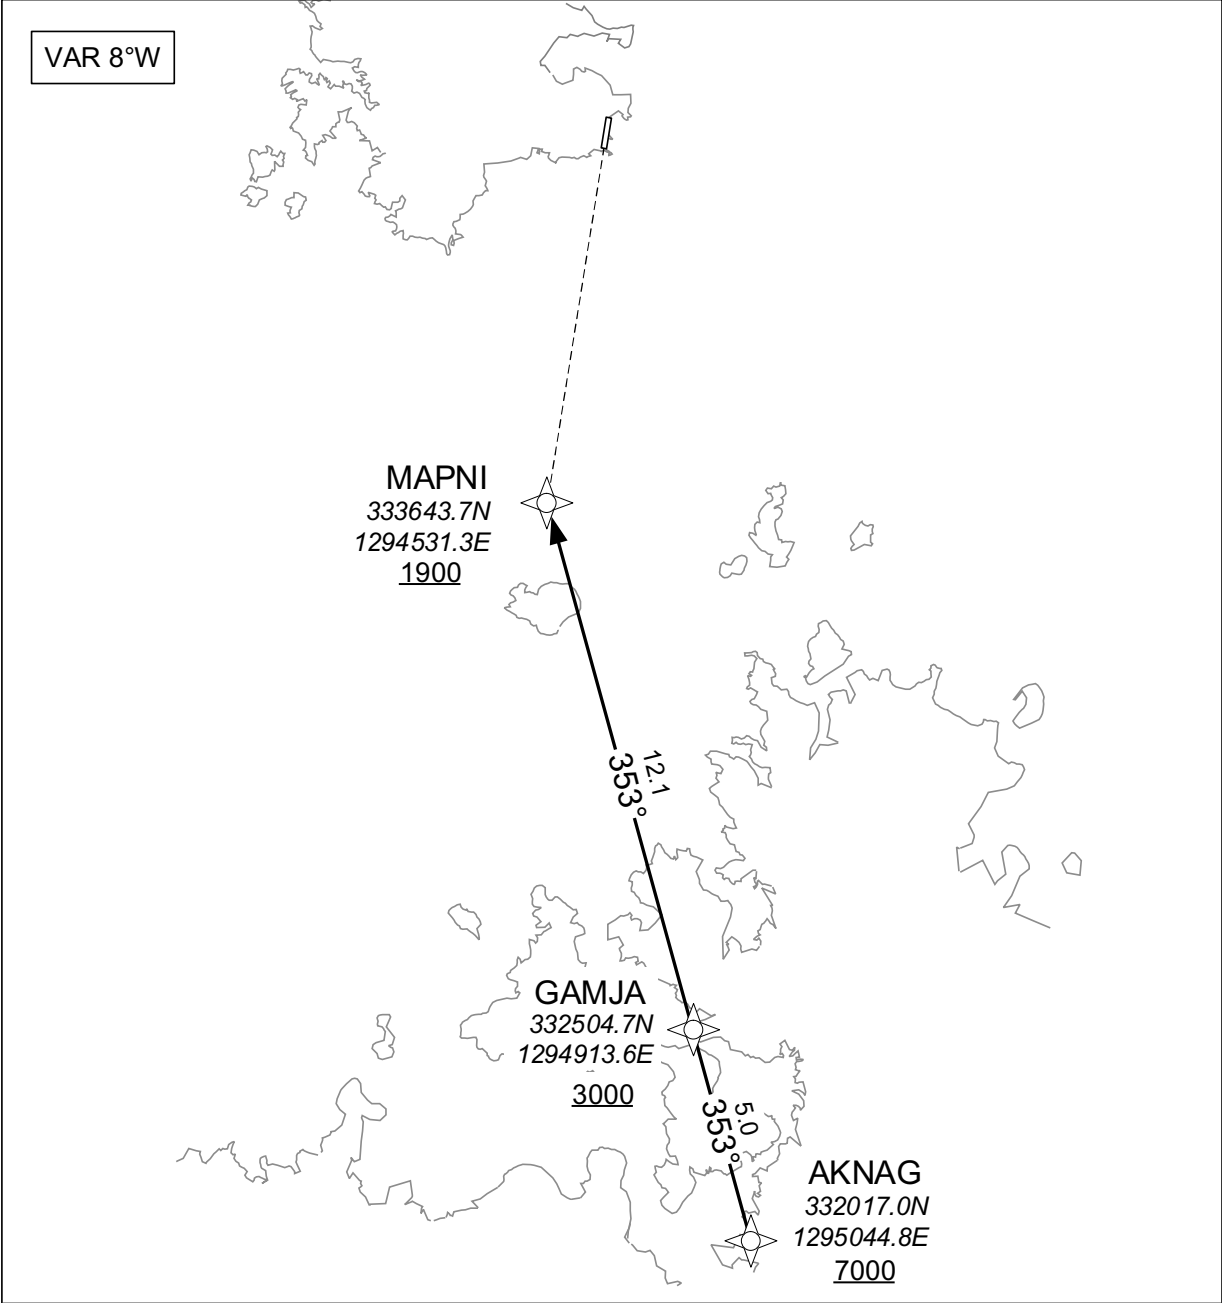 VAR 8°W
MAPNI
333643.7N
1294531.3E
1900
12.1
353°
GAMJA
332504.7N
1294913.6E
3000
5.0
353°
AKNAG
332017.0N
1295044.8E
7000